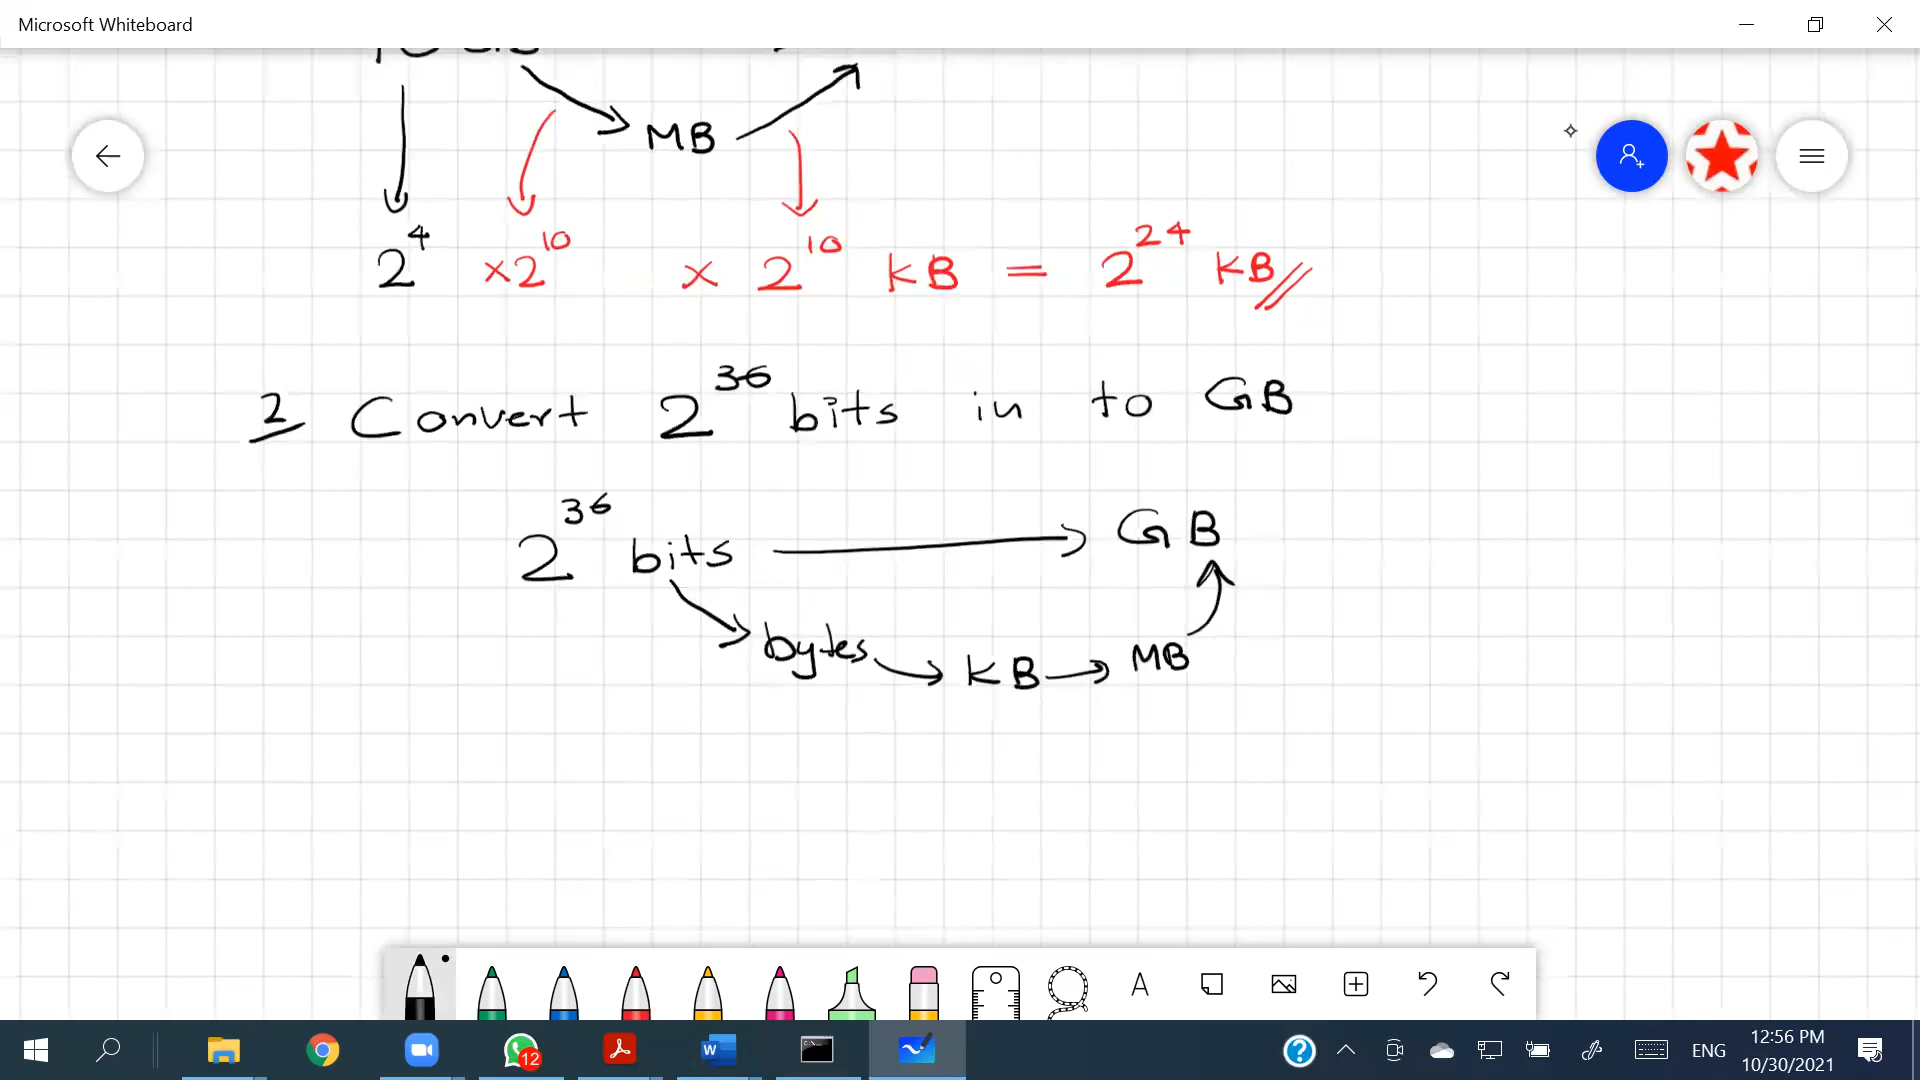 Microsoft Whiteboard
MB
2^4 ×2^10 × 2^10 KB = 2^24 KB
2 Convert 2^36 bits in to GB
2^36 bits → GB
bytes → KB → MB
A
12
W
ENG
12:56 PM
10/30/2021